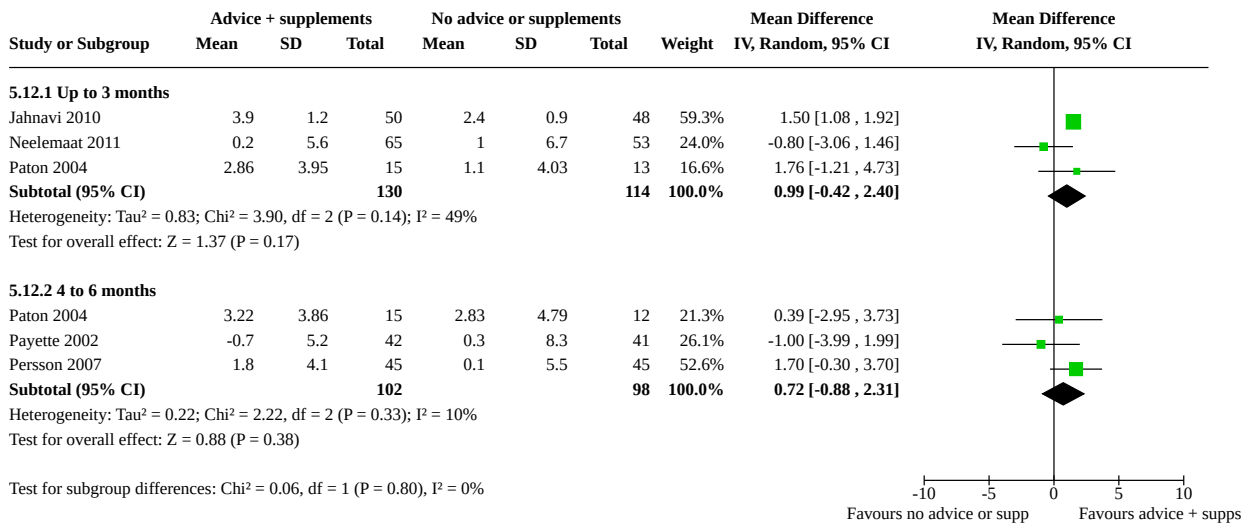 Advice + supplements No advice or supplements Mean Difference Mean Difference
Study or Subgroup Mean SD Total Mean SD Total Weight IV, Random, 95% CI IV, Random, 95% CI
5.12.1 Up to 3 months
Jahnavi 2010 3.9 1.2 50 2.4 0.9 48 59.3% 1.50 [1.08 , 1.92]
Neelemaat 2011 0.2 5.6 65 1 6.7 53 24.0% -0.80 [-3.06 , 1.46]
Paton 2004 2.86 3.95 15 1.1 4.03 13 16.6% 1.76 [-1.21 , 4.73]
Subtotal (95% CI) 130 114 100.0% 0.99 [-0.42 , 2.40]
Heterogeneity: Tau² = 0.83; Chi² = 3.90, df = 2 (P = 0.14); I² = 49%
Test for overall effect: Z = 1.37 (P = 0.17)
5.12.2 4 to 6 months
Paton 2004 3.22 3.86 15 2.83 4.79 12 21.3% 0.39 [-2.95 , 3.73]
Payette 2002 -0.7 5.2 42 0.3 8.3 41 26.1% -1.00 [-3.99 , 1.99]
Persson 2007 1.8 4.1 45 0.1 5.5 45 52.6% 1.70 [-0.30 , 3.70]
Subtotal (95% CI) 102 98 100.0% 0.72 [-0.88 , 2.31]
Heterogeneity: Tau² = 0.22; Chi² = 2.22, df = 2 (P = 0.33); I² = 10%
Test for overall effect: Z = 0.88 (P = 0.38)
Test for subgroup differences: Chi² = 0.06, df = 1 (P = 0.80), I² = 0%
-10 -5 0 5 10
Favours no advice or supp Favours advice + supps